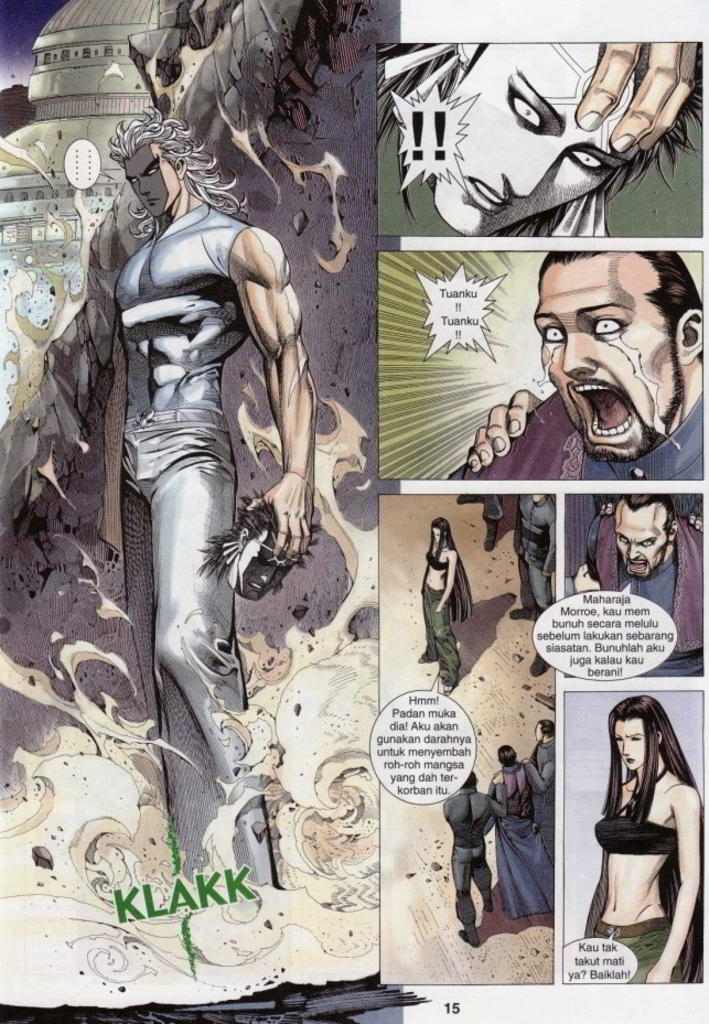 !!
Tuanku
!!
Tuanku
!!
KLAKK
Maharaja
Morroe, kau mem
bunuh secara melulu
sebelum lakukan sebarang
siasatan. Bunuhlah aku
juga kalau kau
berani!
Hmm!
Padan muka
dia! Aku akan
gunakan darahnya
untuk menyembah
roh-roh mangsa
yang dah ter-
korban itu.
Kau tak
takut mati
ya? Baiklah!
15